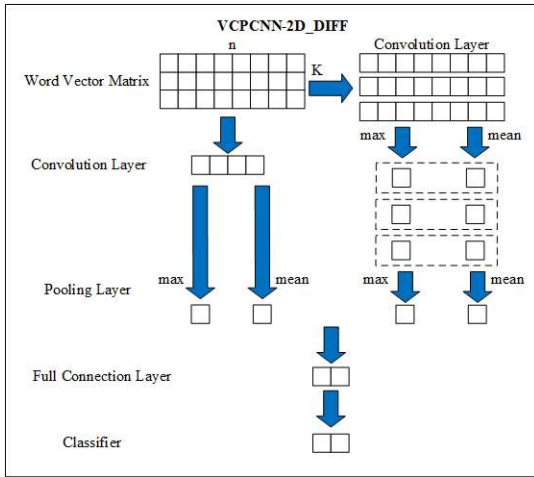 VCPCNN-2D_DIFF
n
Convolution Layer
Word Vector Matrix
K
max
mean
Convolution Layer
max
mean
max
mean
Pooling Layer
Full Connection Layer
Classifier